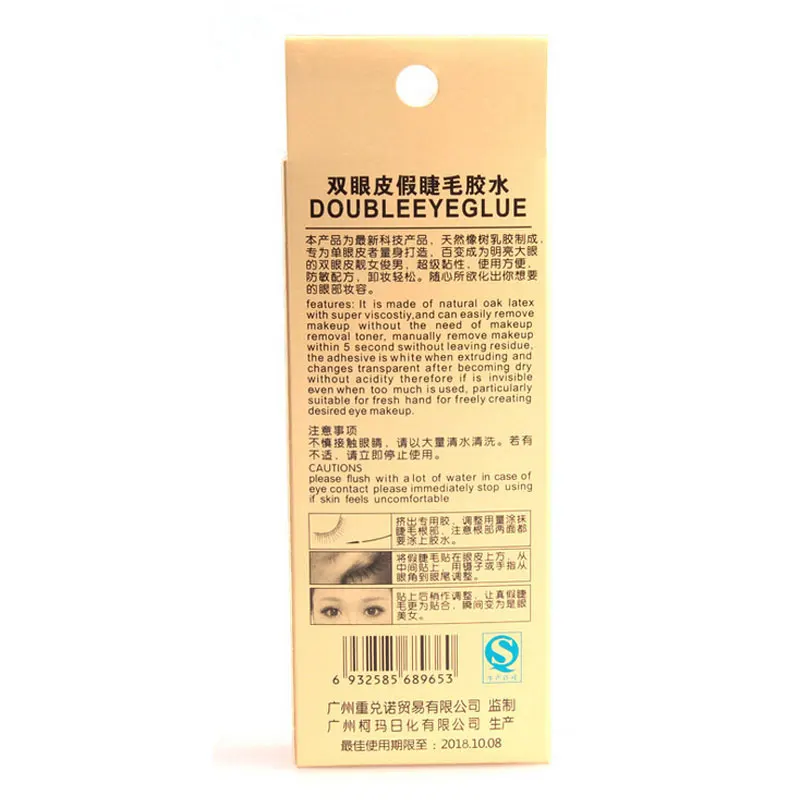 双眼皮假睫毛胶水
DOUBLEEYEGLUE
本产品为最新科技产品，天然橡树乳胶制成，
专为单眼皮者量身打造，百变成为明亮大眼
的双眼皮靓女俊男，超级黏性，使用方便，
防敏配方，卸妆轻松。随心所欲化出你想要
的眼部妆容。
features: It is made of natural oak latex
with super viscostiy,and can easily remove
makeup without the need of makeup
removal toner, manually remove makeup
within 5 second swithout leaving residue,
the adhesive is white when extruding and
changes transparent after becoming dry
without acidity therefore if is invisible
even when too much is used, particularly
suitable for fresh hand for freely creating
desired eye makeup.
注意事项
不慎接触眼睛，请以大量清水清洗。若有
不适，请立即停止使用。
CAUTIONS
please flush with a lot of water in case of
eye contact please immediately stop using
if skin feels uncomfortable
挤出专用胶，调整用量涂抹
睫毛根部，注意根部两面都
要涂上胶水。
将假睫毛贴在眼皮上方，从
中间贴上，用镊子或手指从
眼角到眼尾调整。
贴上后稍作调整，让真假睫
毛更为贴合，瞬间变为是眼
美女。
6 932585 689653
广州重兑诺贸易有限公司 监制
广州柯玛日化有限公司 生产
最佳使用期限至：2018.10.08